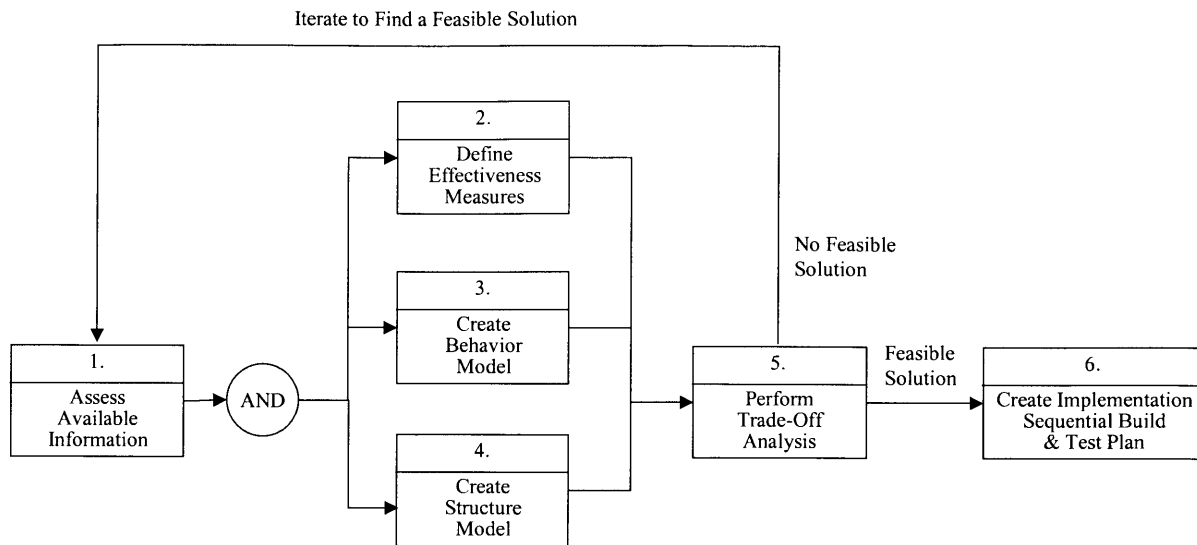 Iterate to Find a Feasible Solution
2.
Define
Effectiveness
Measures
No Feasible
Solution
3.
Create
Behavior
Model
1.
Assess
Available
Information
AND
5.
Perform
Trade-Off
Analysis
Feasible
Solution
6.
Create Implementation
Sequential Build
& Test Plan
4.
Create
Structure
Model